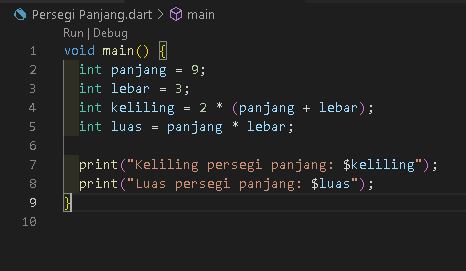 Persegi Panjang.dart > main
Run | Debug
1 void main() {
2   int panjang = 9;
3   int lebar = 3;
4   int keliling = 2 * (panjang + lebar);
5   int luas = panjang * lebar;
6
7   print("Keliling persegi panjang: $keliling");
8   print("Luas persegi panjang: $luas");
9 }
10